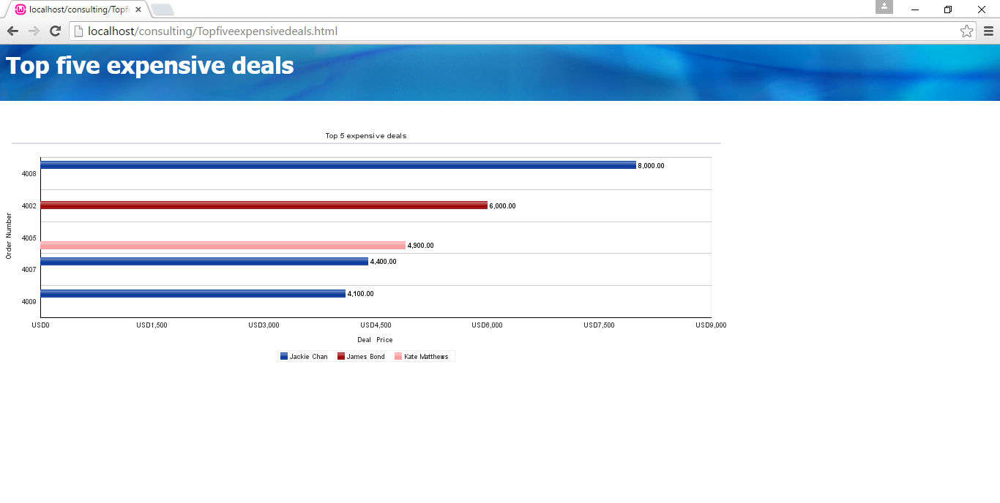 localhost/consulting/Topfi
localhost/consulting/Topfiveexpensivedeals.html
Top five expensive deals
Top 5 expensive deals
Order Number
4008
8,000.00
4002
6,000.00
4005
4,900.00
4007
4,400.00
4009
4,100.00
USD0 USD1,500 USD3,000 USD4,500 USD6,000 USD7,500 USD9,000
Deal Price
Jackie Chan James Bond Kate Matthews